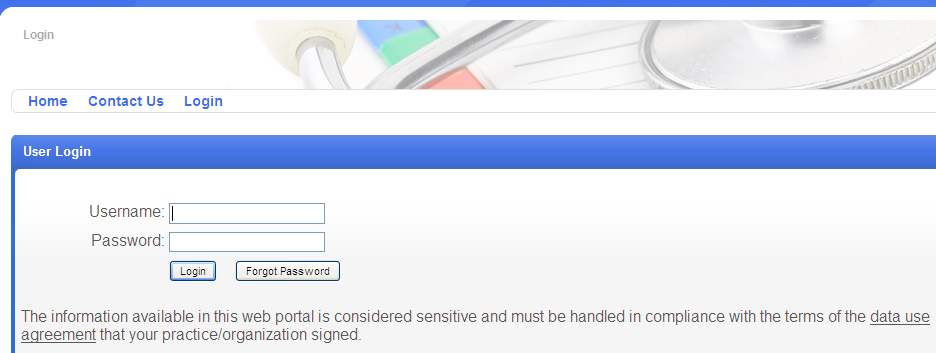 Login
Home Contact Us Login
User Login
Username:
Password:
Login Forgot Password
The information available in this web portal is considered sensitive and must be handled in compliance with the terms of the data use
agreement that your practice/organization signed.